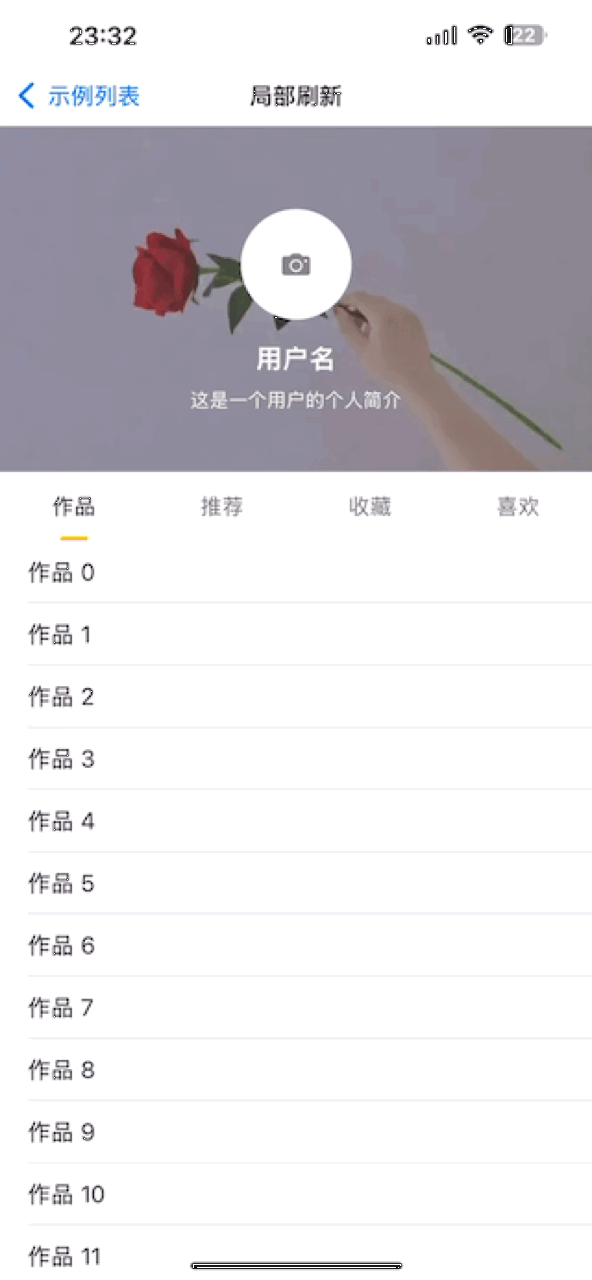 23:32
22
示例列表
局部刷新
用户名
这是一个用户的个人简介
作品 推荐 收藏 喜欢
作品 0
作品 1
作品 2
作品 3
作品 4
作品 5
作品 6
作品 7
作品 8
作品 9
作品 10
作品 11